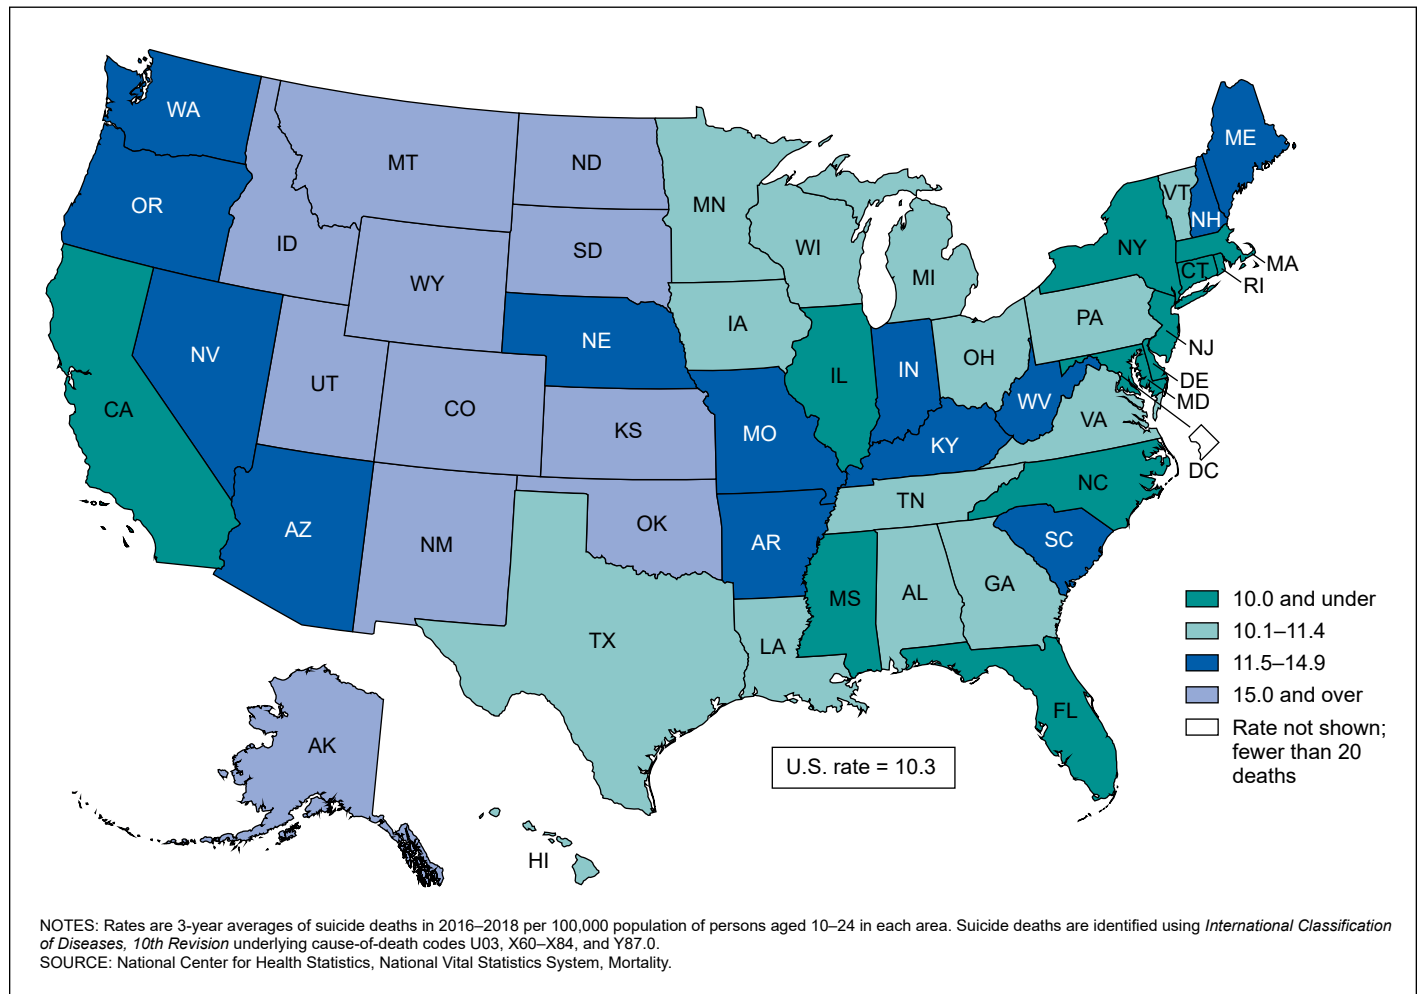 WA
MT
ND
ME
OR
ID
SD
MN
VT
NH
WY
WI
MI
NY
MA
CT
RI
NV
NE
IA
PA
NJ
UT
CO
IL
IN
OH
DE
MD
CA
KS
MO
WV
VA
KY
DC
AZ
NM
OK
AR
TN
NC
SC
TX
LA
MS
AL
GA
FL
AK
HI
10.0 and under
10.1–11.4
11.5–14.9
15.0 and over
Rate not shown;
fewer than 20
deaths
U.S. rate = 10.3
NOTES: Rates are 3-year averages of suicide deaths in 2016–2018 per 100,000 population of persons aged 10–24 in each area. Suicide deaths are identified using International Classification
of Diseases, 10th Revision underlying cause-of-death codes U03, X60–X84, and Y87.0.
SOURCE: National Center for Health Statistics, National Vital Statistics System, Mortality.